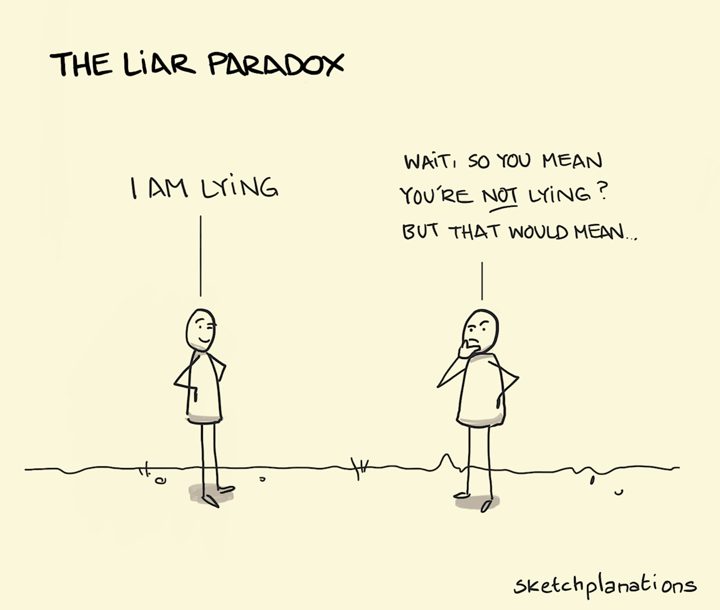 THE LIAR PARADOX
I AM LYING
WAIT, SO YOU MEAN
YOU'RE NOT LYING?
BUT THAT WOULD MEAN...
sketchplanations